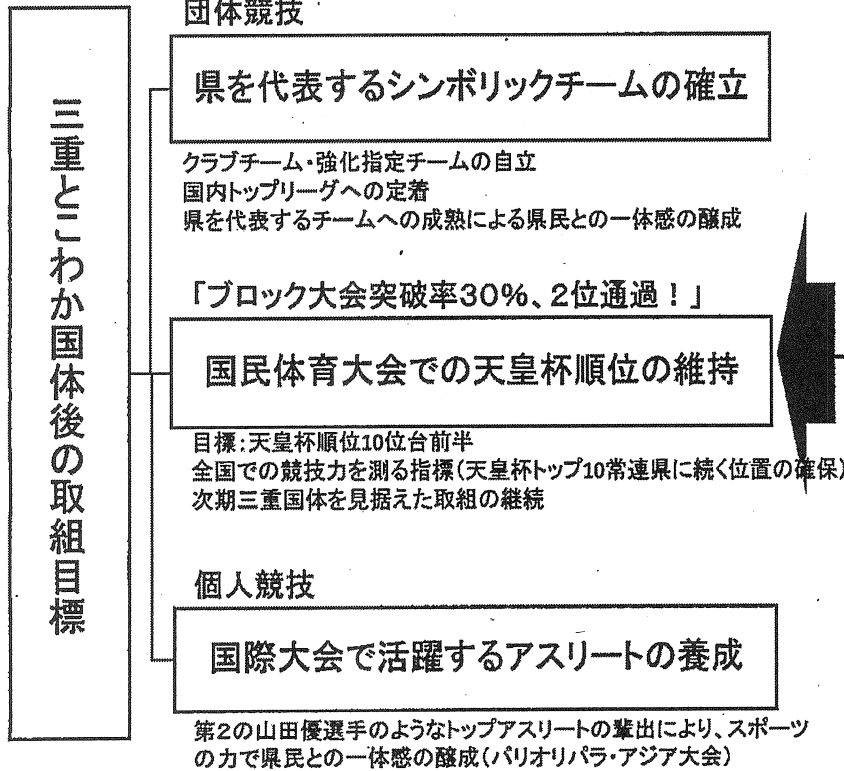 団体競技
三重とこわか国体後の取組目標
県を代表するシンボリックチームの確立
クラブチーム・強化指定チームの自立
国内トップリーグへの定着
県を代表するチームへの成熟による県民との一体感の醸成
「ブロック大会突破率30%、2位通過！」
国民体育大会での天皇杯順位の維持
目標：天皇杯順位10位台前半
全国での競技力を測る指標（天皇杯トップ10常連県に続く位置の確保）
次期三重国体を見据えた取組の継続
個人競技
国際大会で活躍するアスリートの養成
第2の山田優選手のようなトップアスリートの輩出により、スポーツ
の力で県民との一体感の醸成（パリオリパラ・アジア大会）